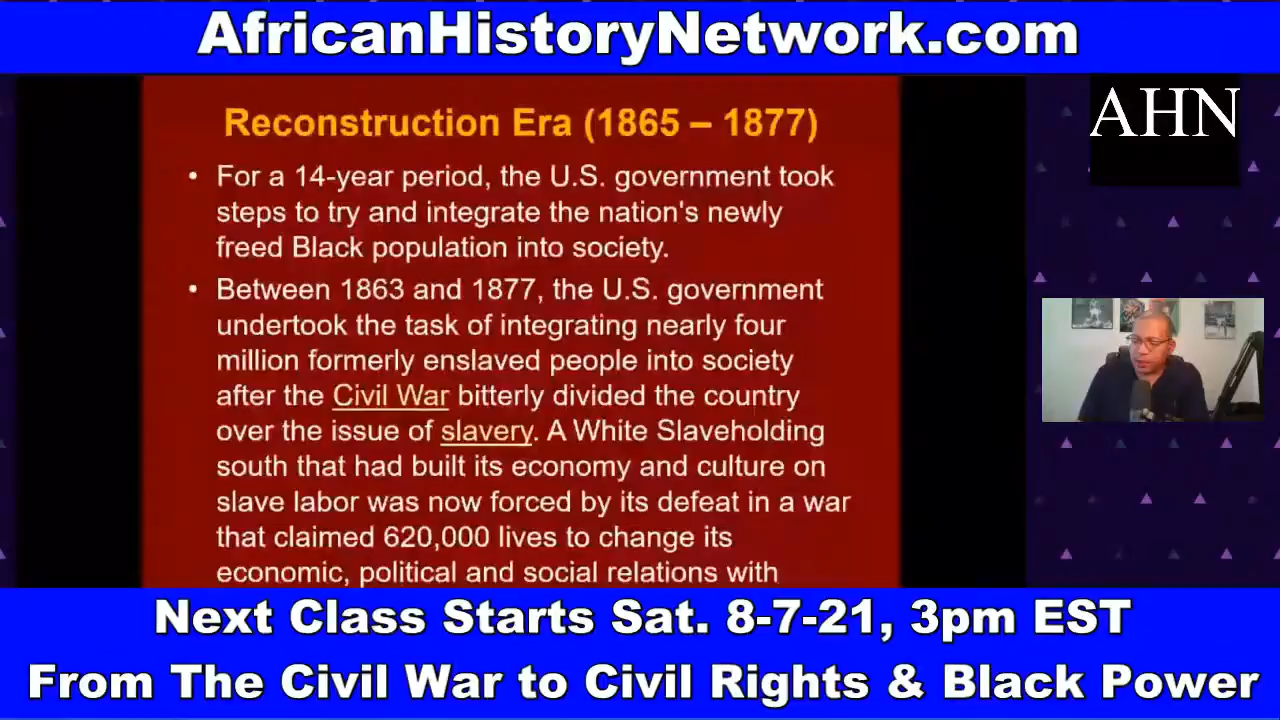 AfricanHistoryNetwork.com
AHN
Reconstruction Era (1865 – 1877)
• For a 14-year period, the U.S. government took
steps to try and integrate the nation's newly
freed Black population into society.
• Between 1863 and 1877, the U.S. government
undertook the task of integrating nearly four
million formerly enslaved people into society
after the Civil War bitterly divided the country
over the issue of slavery. A White Slaveholding
south that had built its economy and culture on
slave labor was now forced by its defeat in a war
that claimed 620,000 lives to change its
economic, political and social relations with
Next Class Starts Sat. 8-7-21, 3pm EST
From The Civil War to Civil Rights & Black Power